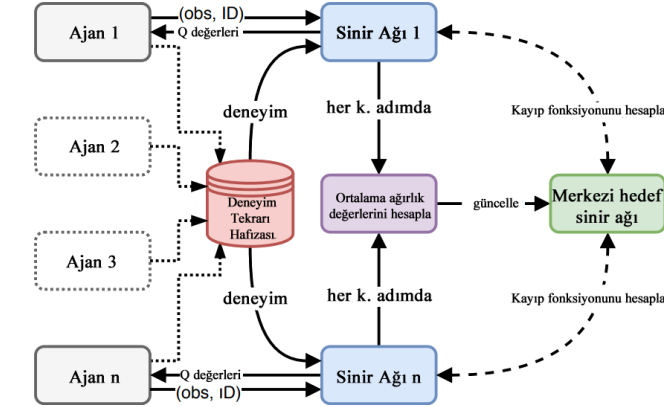 Ajan 1
(obs, ID)
Q değerleri
Sinir Ağı 1
deneyim
her k. adımda
Kayıp fonksiyonunu hesapla
Ajan 2
Deneyim
Tekrarı
Hafızası
Ortalama ağırlık
değerlerini hesapla
güncelle
Merkezi hedef
sinir ağı
Ajan 3
deneyim
her k. adımda
Kayıp fonksiyonunu hesapla
Ajan n
Q değerleri
(obs, ıD)
Sinir Ağı n